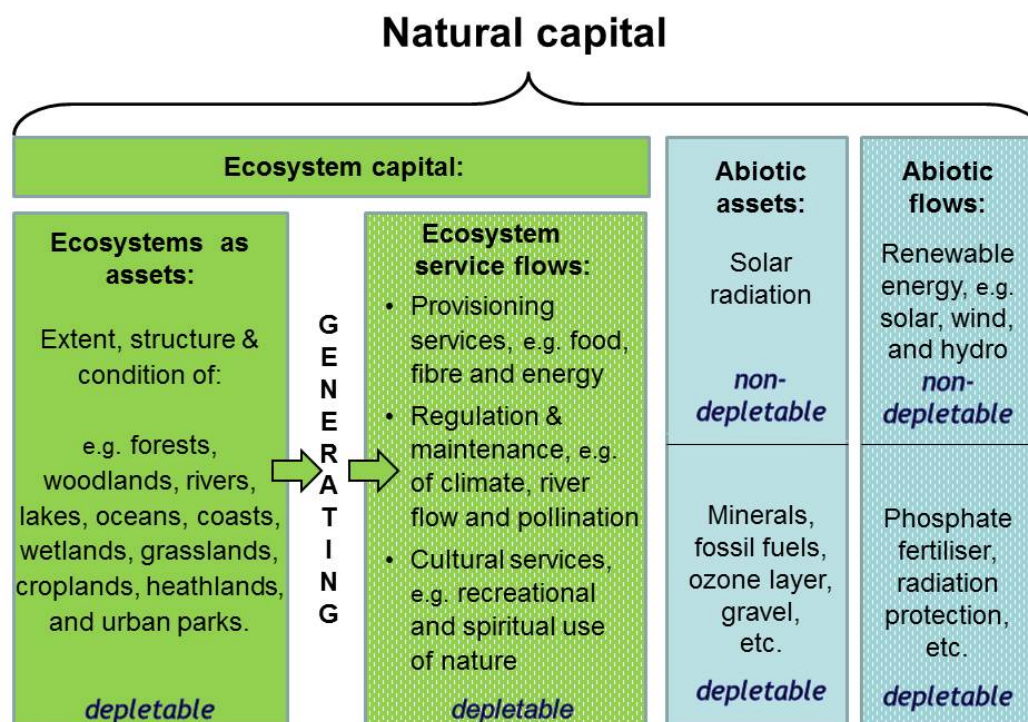 Natural capital
Ecosystem capital:
Ecosystems as
assets:
Extent, structure &
condition of:
e.g. forests,
woodlands, rivers,
lakes, oceans, coasts,
wetlands, grasslands,
croplands, heathlands,
and urban parks.
depletable
GENERATING
Ecosystem
service flows:
• Provisioning
services, e.g. food,
fibre and energy
• Regulation &
maintenance, e.g.
of climate, river
flow and pollination
• Cultural services,
e.g. recreational
and spiritual use
of nature
depletable
Abiotic
assets:
Solar
radiation
non-
depletable
Minerals,
fossil fuels,
ozone layer,
gravel,
etc.
depletable
Abiotic
flows:
Renewable
energy, e.g.
solar, wind,
and hydro
non-
depletable
Phosphate
fertiliser,
radiation
protection,
etc.
depletable